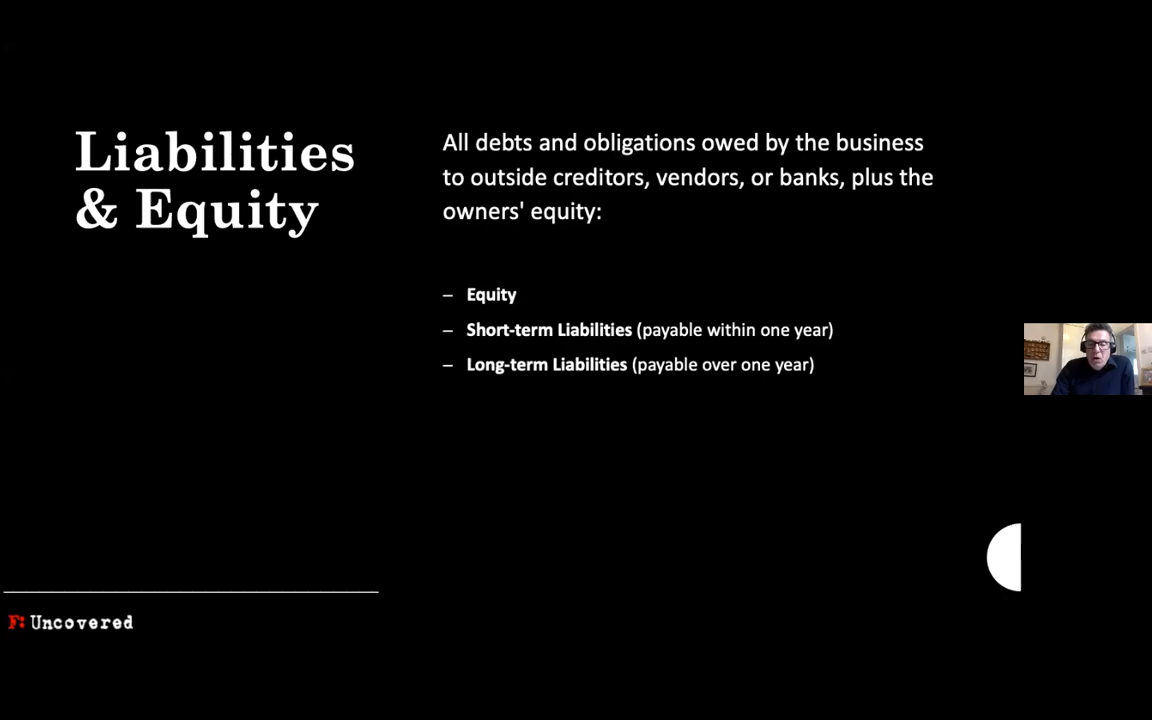 Liabilities
& Equity
All debts and obligations owed by the business
to outside creditors, vendors, or banks, plus the
owners' equity:
– Equity
– Short-term Liabilities (payable within one year)
– Long-term Liabilities (payable over one year)
F: Uncovered